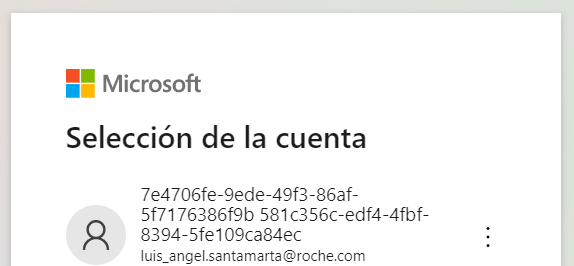 Microsoft
Selección de la cuenta
7e4706fe-9ede-49f3-86af-
5f7176386f9b 581c356c-edf4-4fbf-
8394-5fe109ca84ec
luis_angel.santamarta@roche.com